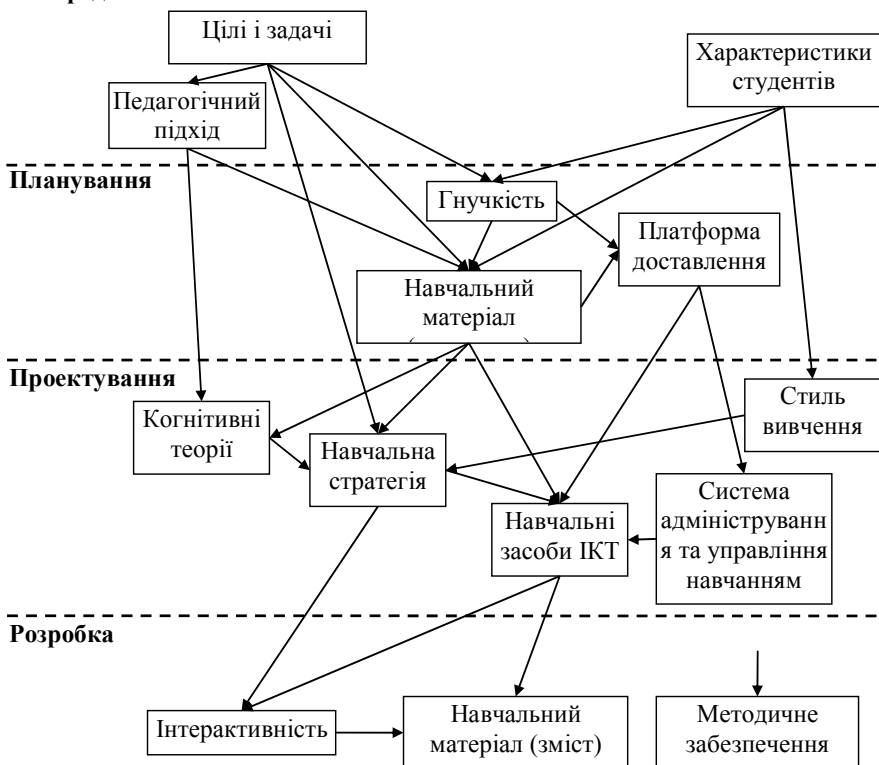 Цілі і задачі
Характеристики
студентів
Педагогічний
підхід
Планування
Гнучкість
Платформа
доставлення
Навчальний
матеріал
Проектування
Стиль
вивчення
Когнітивні
теорії
Навчальна
стратегія
Навчальні
засоби ІКТ
Система
адмініструванн
я та управління
навчанням
Розробка
Інтерактивність
Навчальний
матеріал (зміст)
Методичне
забезпечення